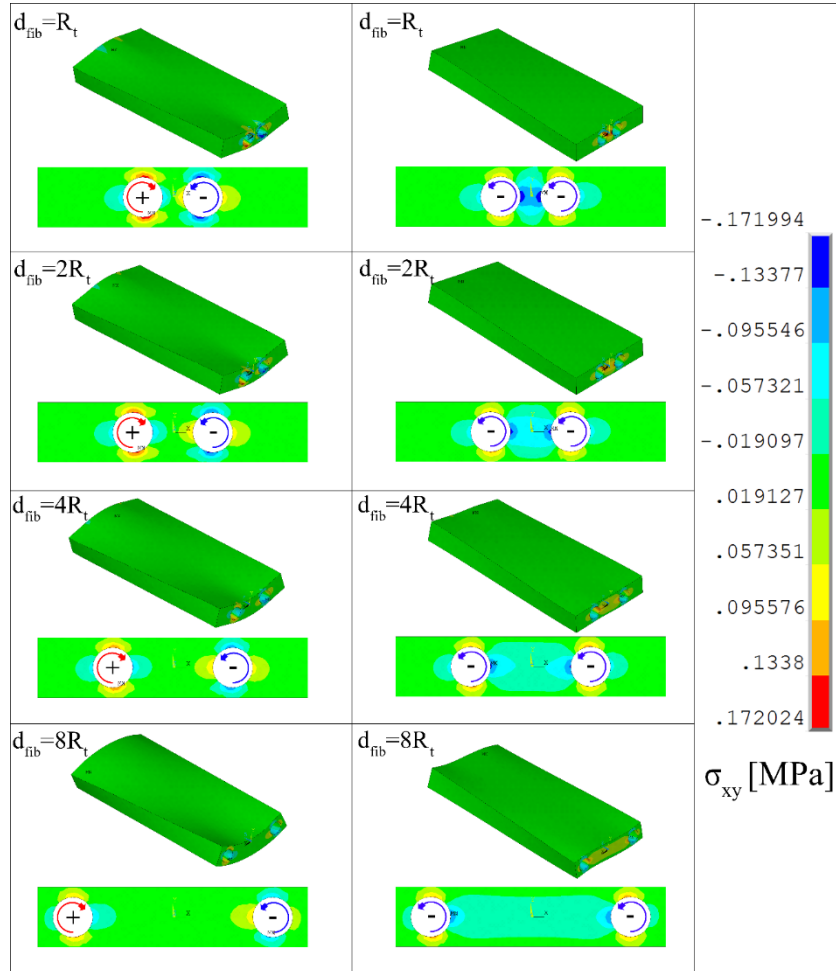 d_fib=R_t
d_fib=R_t
+ -
- -
d_fib=2R_t
d_fib=2R_t
+ -
- -
d_fib=4R_t
d_fib=4R_t
+ -
- -
d_fib=8R_t
d_fib=8R_t
+ -
- -
-.171994
-.13377
-.095546
-.057321
-.019097
.019127
.057351
.095576
.1338
.172024
σ_xy [MPa]